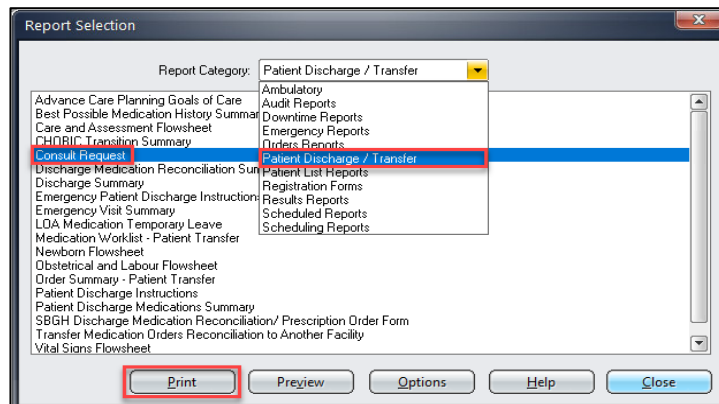 Report Selection
Report Category: Patient Discharge / Transfer
Ambulatory
Audit Reports
Downtime Reports
Emergency Reports
Orders Reports
Patient Discharge / Transfer
Patient List Reports
Registration Forms
Results Reports
Scheduled Reports
Scheduling Reports
Advance Care Planning Goals of Care
Best Possible Medication History Summar
Care and Assessment Flowsheet
CHOBIC Transition Summary
Consult Request
Discharge Medication Reconciliation Sum
Discharge Summary
Emergency Patient Discharge Instruction
Emergency Visit Summary
LOA Medication Temporary Leave
Medication Worklist - Patient Transfer
Newborn Flowsheet
Obstetrical and Labour Flowsheet
Order Summary - Patient Transfer
Patient Discharge Instructions
Patient Discharge Medications Summary
SBGH Discharge Medication Reconciliation/ Prescription Order Form
Transfer Medication Orders Reconciliation to Another Facility
Vital Signs Flowsheet
Print Preview Options Help Close